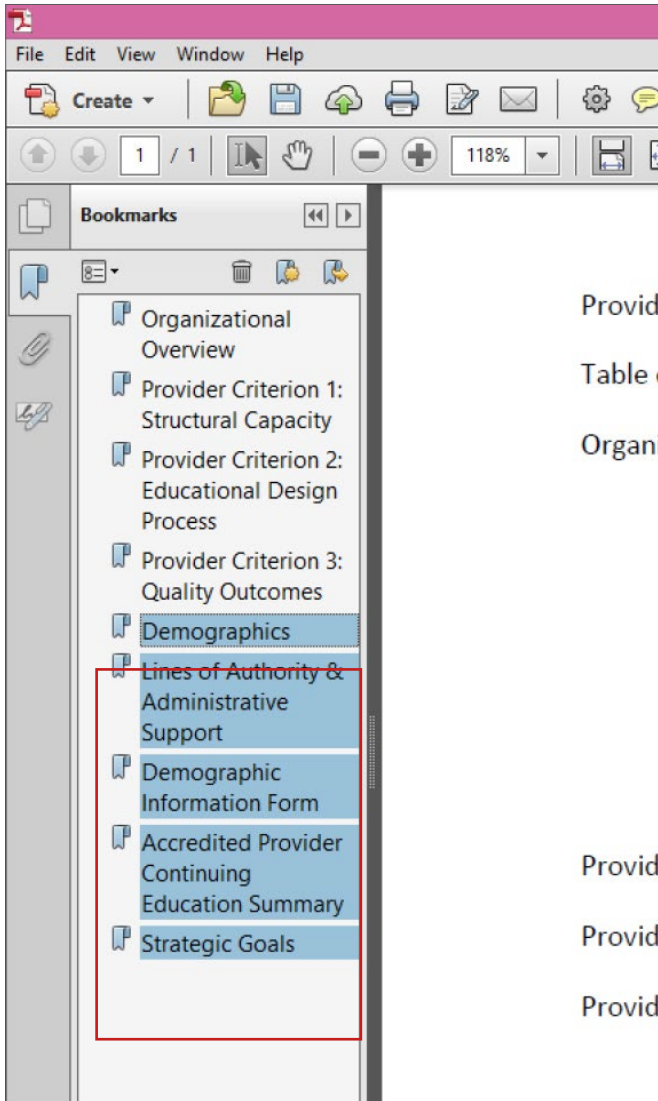 File Edit View Window Help
Create
1 / 1 118%
Bookmarks
Organizational
Overview
Provider Criterion 1:
Structural Capacity
Provider Criterion 2:
Educational Design
Process
Provider Criterion 3:
Quality Outcomes
Demographics
Lines of Authority &
Administrative
Support
Demographic
Information Form
Accredited Provider
Continuing
Education Summary
Strategic Goals
Provid
Table
Organi
Provid
Provid
Provid